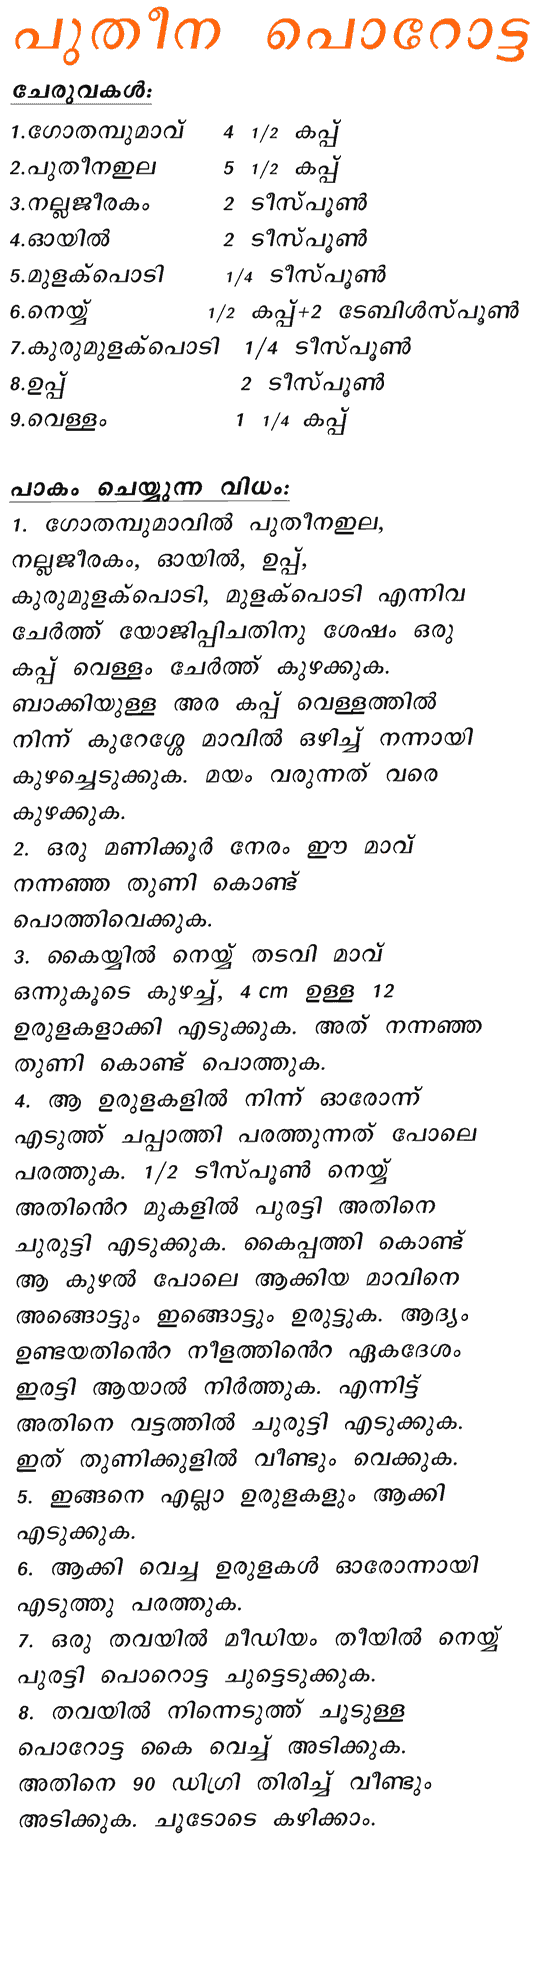 പുതീന പൊറോട്ട
ചേരുവകൾ:
1.ഗോതമ്പുമാവ് 4 1/2 കപ്പ്
2.പുതീനഇല 5 1/2 കപ്പ്
3.നല്ലജീരകം 2 ടീസ്പൂൺ
4.ഓയിൽ 2 ടീസ്പൂൺ
5.മുളക്പൊടി 1/4 ടീസ്പൂൺ
6.നെയ്യ് 1/2 കപ്പ്+2 ടേബിൾസ്പൂൺ
7.കുരുമുളക്പൊടി 1/4 ടീസ്പൂൺ
8.ഉപ്പ് 2 ടീസ്പൂൺ
9.വെള്ളം 1 1/4 കപ്പ്
പാകം ചെയ്യുന്ന വിധം:
1. ഗോതമ്പുമാവിൽ പുതീനഇല,
നല്ലജീരകം, ഓയിൽ, ഉപ്പ്,
കുരുമുളക്പൊടി, മുളക്പൊടി എന്നിവ
ചേർത്ത് യോജിപ്പിചതിനു ശേഷം ഒരു
കപ്പ് വെള്ളം ചേർത്ത് കുഴക്കുക.
ബാക്കിയുള്ള അര കപ്പ് വെള്ളത്തിൽ
നിന്ന് കുറേശ്ശേ മാവിൽ ഒഴിച്ച് നന്നായി
കുഴച്ചെടുക്കുക. മയം വരുന്നത് വരെ
കുഴക്കുക.
2. ഒരു മണിക്കൂർ നേരം ഈ മാവ്
നന്നഞ്ഞ തുണി കൊണ്ട്
പൊത്തിവെക്കുക.
3. കൈയ്യിൽ നെയ്യ് തടവി മാവ്
ഒന്നുകൂടെ കുഴച്ച്, 4 cm ഉള്ള 12
ഉരുളകളാക്കി എടുക്കുക. അത് നന്നഞ്ഞ
തുണി കൊണ്ട് പൊത്തുക.
4. ആ ഉരുളകളിൽ നിന്ന് ഓരോന്ന്
എടുത്ത് ചപ്പാത്തി പരത്തുന്നത് പോലെ
പരത്തുക. 1/2 ടീസ്പൂൺ നെയ്യ്
അതിൻെറ മുകളിൽ പുരട്ടി അതിനെ
ചുരുട്ടി എടുക്കുക. കൈപ്പത്തി കൊണ്ട്
ആ കുഴൽ പോലെ ആക്കിയ മാവിനെ
അങ്ങൊട്ടും ഇങ്ങൊട്ടും ഉരുട്ടുക. ആദ്യം
ഉണ്ടയതിൻെറ നീളത്തിൻെറ ഏകദേശം
ഇരട്ടി ആയാൽ നിർത്തുക. എന്നിട്ട്
അതിനെ വട്ടത്തിൽ ചുരുട്ടി എടുക്കുക.
ഇത് തുണിക്കുളിൽ വീണ്ടും വെക്കുക.
5. ഇങ്ങനെ എല്ലാ ഉരുളകളും ആക്കി
എടുക്കുക.
6. ആക്കി വെച്ച ഉരുളകൾ ഓരോന്നായി
എടുത്തു പരത്തുക.
7. ഒരു തവയിൽ മീഡിയം തീയിൽ നെയ്യ്
പുരട്ടി പൊറൊട്ട ചുട്ടെടുക്കുക.
8. തവയിൽ നിന്നെടുത്ത് ചൂടുള്ള
പൊറോട്ട കൈ വെച്ച് അടിക്കുക.
അതിനെ 90 ഡിഗ്രി തിരിച്ച് വീണ്ടും
അടിക്കുക. ചൂടോടെ കഴിക്കാം.